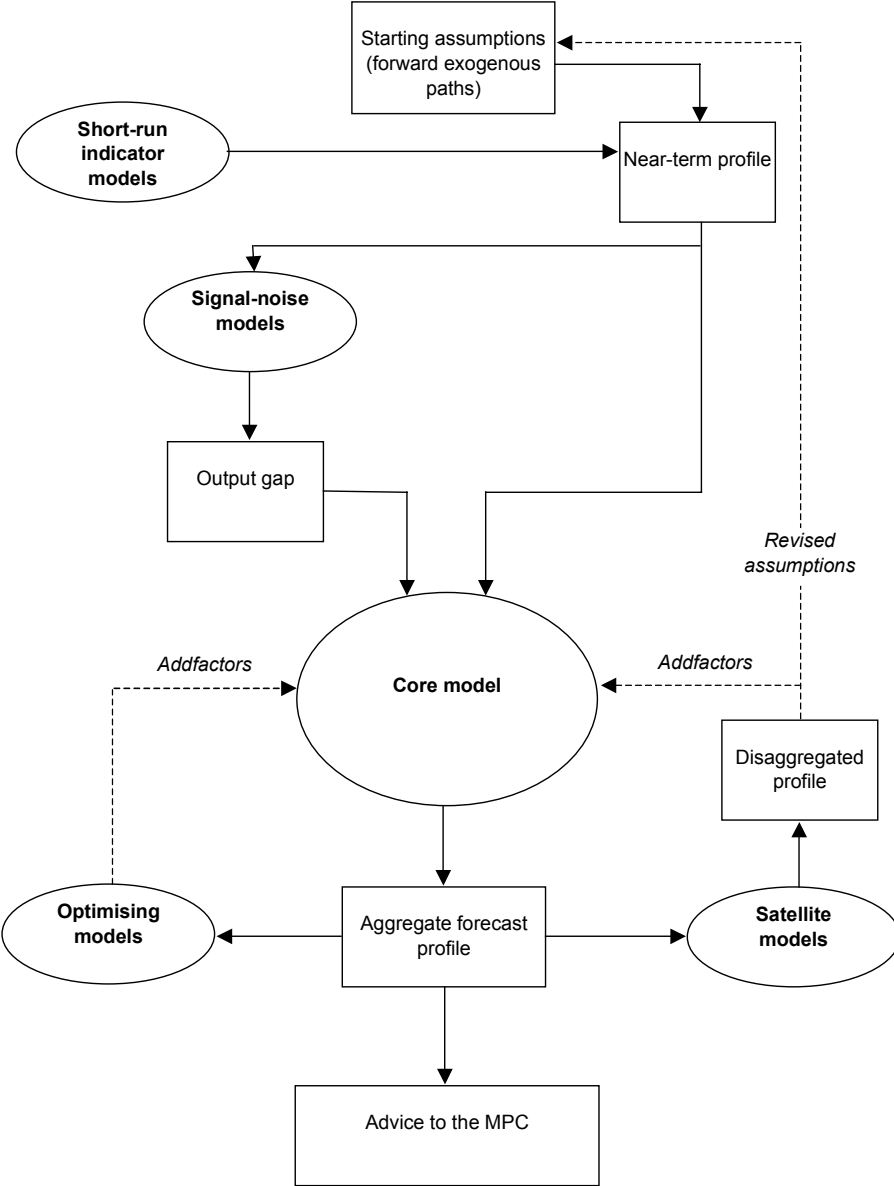 Starting assumptions
(forward exogenous
paths)
Short-run
indicator
models
Near-term profile
Signal-noise
models
Output gap
Revised
assumptions
Addfactors
Addfactors
Core model
Disaggregated
profile
Optimising
models
Aggregate forecast
profile
Satellite
models
Advice to the MPC